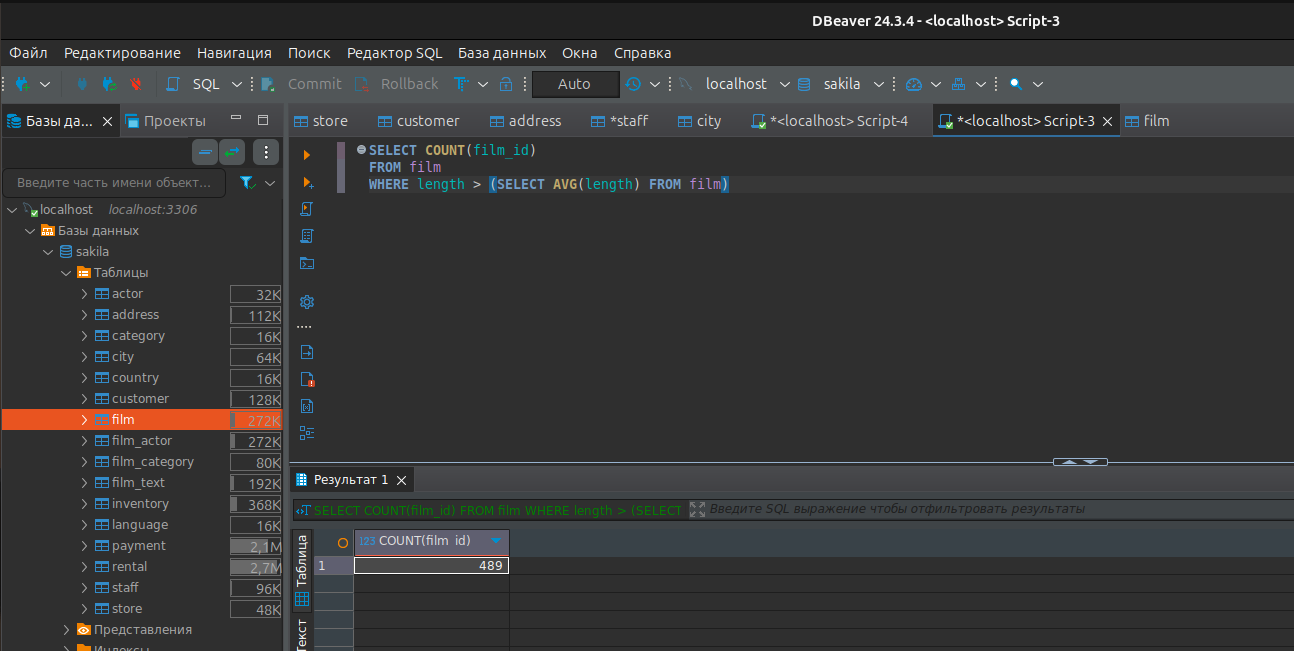 DBeaver 24.3.4 - <localhost> Script-3
Файл Редактирование Навигация Поиск Редактор SQL База данных Окна Справка
SQL Commit Rollback Auto localhost sakila
Базы да... Проекты
store customer address *staff city *<localhost> Script-4 *<localhost> Script-3 film
Введите часть имени объект...
SELECT COUNT(film_id)
FROM film
WHERE length > (SELECT AVG(length) FROM film)
localhost localhost:3306
Базы данных
sakila
Таблицы
actor 32K
address 112K
category 16K
city 64K
country 16K
customer 128K
film 272K
film_actor 272K
film_category 80K
film_text 192K
inventory 368K
language 16K
payment 2,1M
rental 2,7M
staff 96K
store 48K
Представления
Индексы
Результат 1
SELECT COUNT(film_id) FROM film WHERE length > (SELECT Введите SQL выражение чтобы отфильтровать результаты
Таблица
Текст
123 COUNT(film_id)
1 489